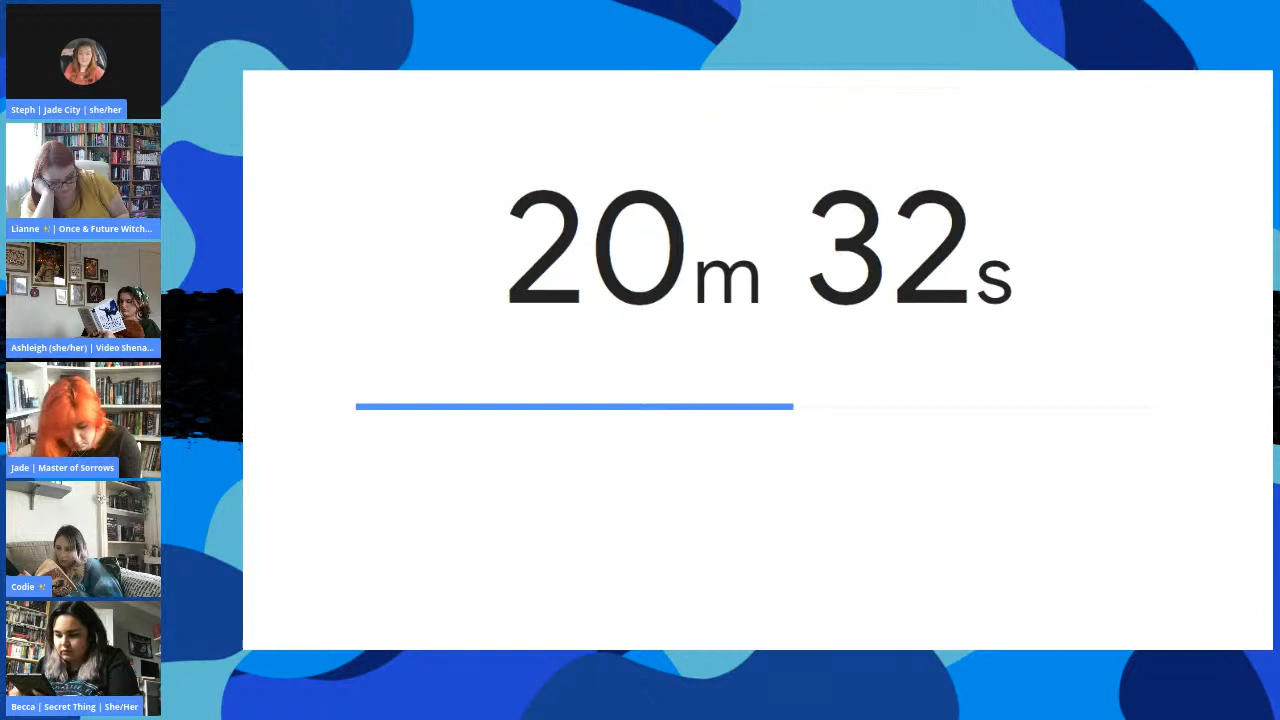 Steph | Jade City | she/her
Lianne ✨ | Once & Future Witch...
Ashleigh (she/her) | Video Shena...
Jade | Master of Sorrows
Codie ✨
Becca | Secret Thing | She/Her
20m 32s